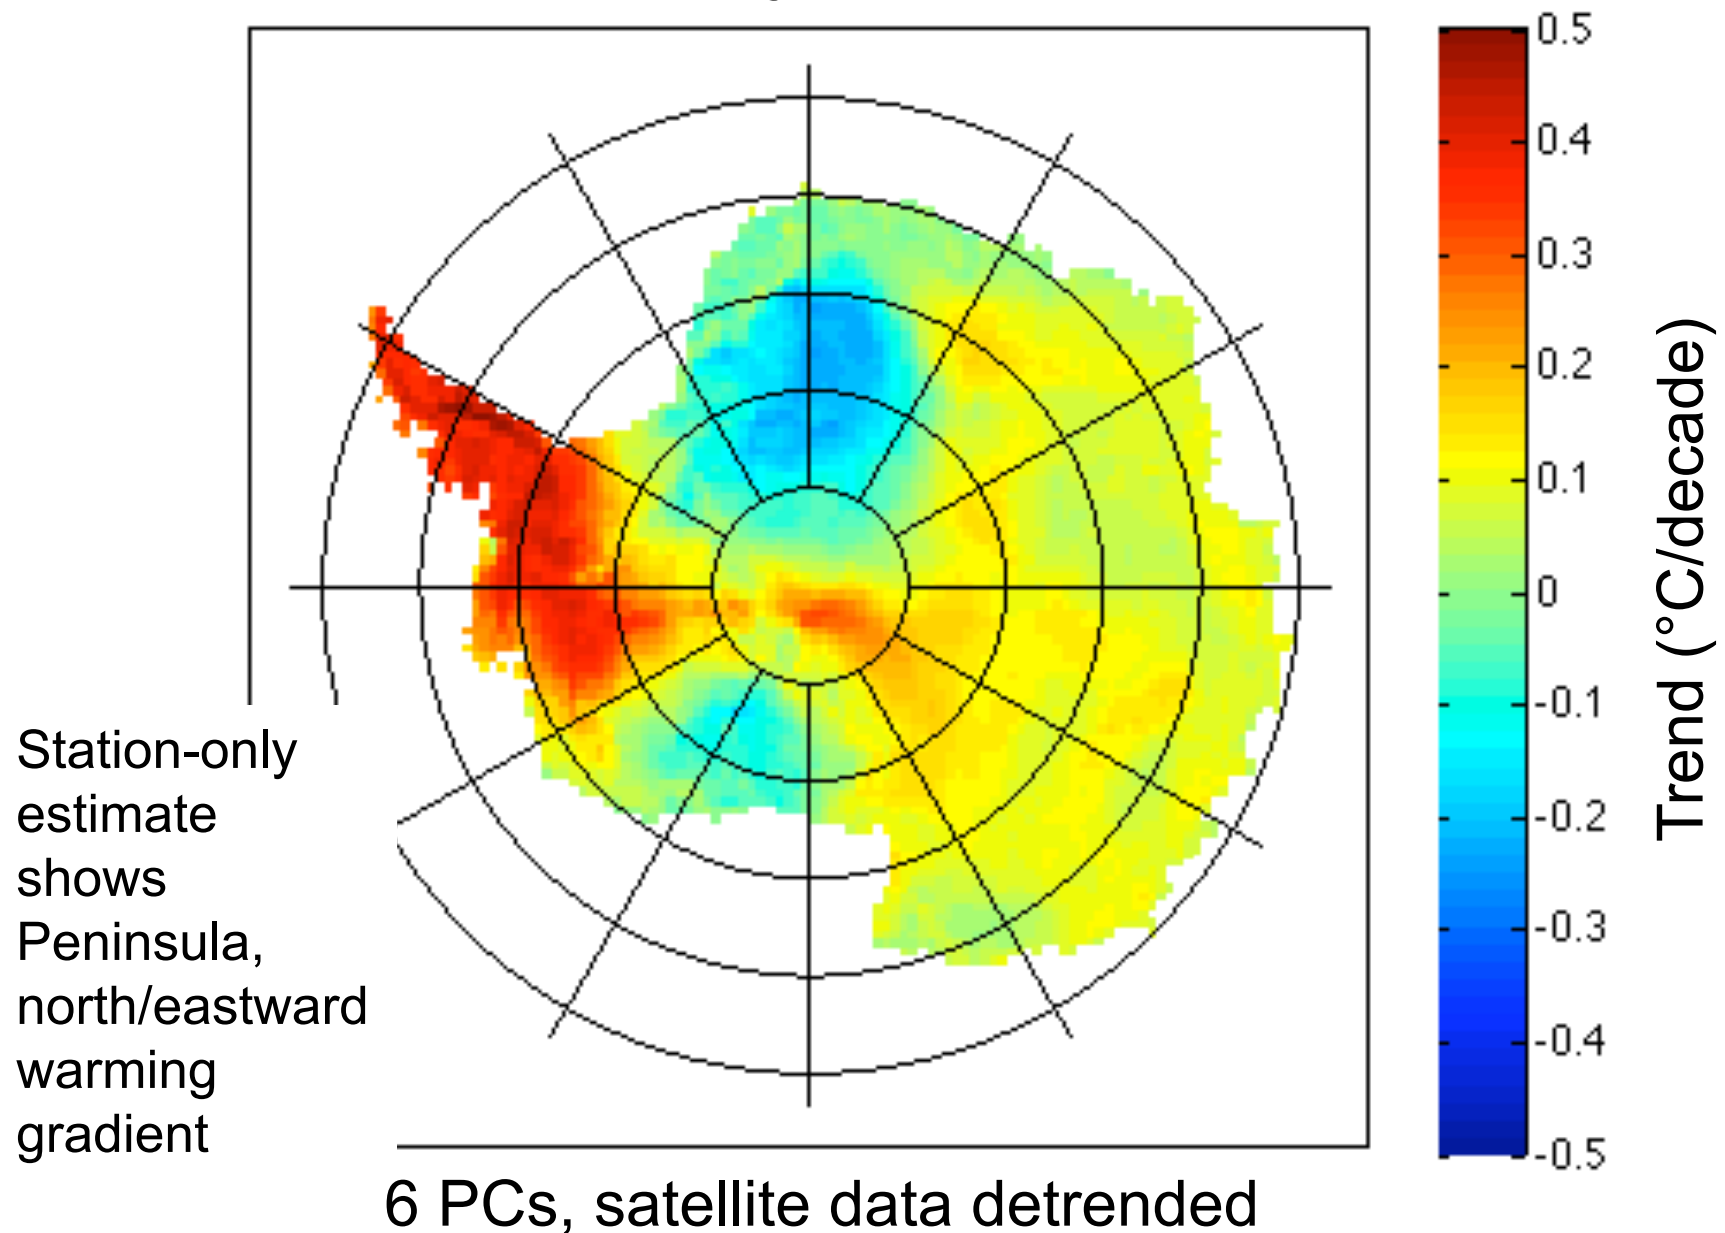 0.5
0.4
0.3
0.2
0.1
0
-0.1
-0.2
-0.3
-0.4
-0.5
Trend (°C/decade)
Station-only
estimate
shows
Peninsula,
north/eastward
warming
gradient
6 PCs, satellite data detrended